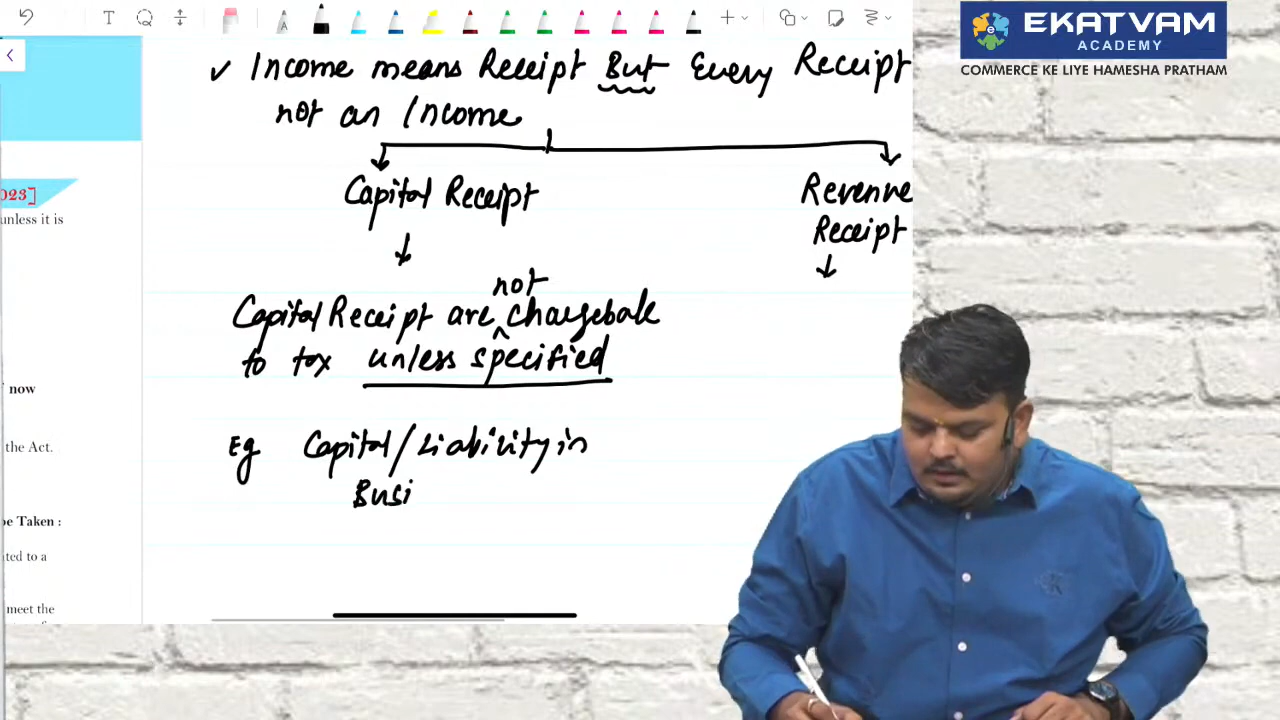 EKATVAM
ACADEMY
COMMERCE KE LIYE HAMESHA PRATHAM
✓ Income means Receipt But Every Receipt
not an Income
Capital Receipt
Revenue
Receipt
not
Capital Receipt are ^ chargebale
to tax unless specified
Eg Capital/Liability in
Busi
023]
unless it is
now
the Act.
be Taken :
ted to a
meet the